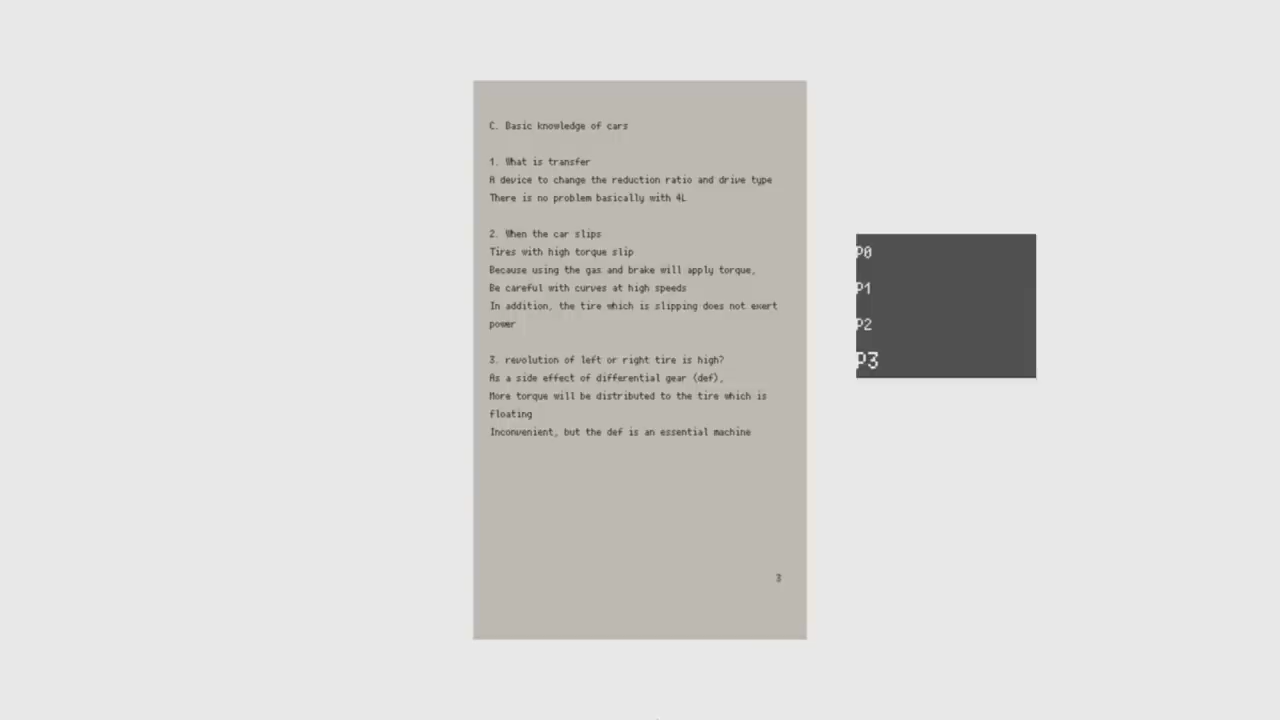 C. Basic knowledge of cars
1. What is transfer
A device to change the reduction ratio and drive type
There is no problem basically with 4L
2. When the car slips
Tires with high torque slip
Because using the gas and brake will apply torque,
Be careful with curves at high speeds
In addition, the tire which is slipping does not exert
power
3. revolution of left or right tire is high?
As a side effect of differential gear (def),
More torque will be distributed to the tire which is
floating
Inconvenient, but the def is an essential machine
3
P0
P1
P2
P3